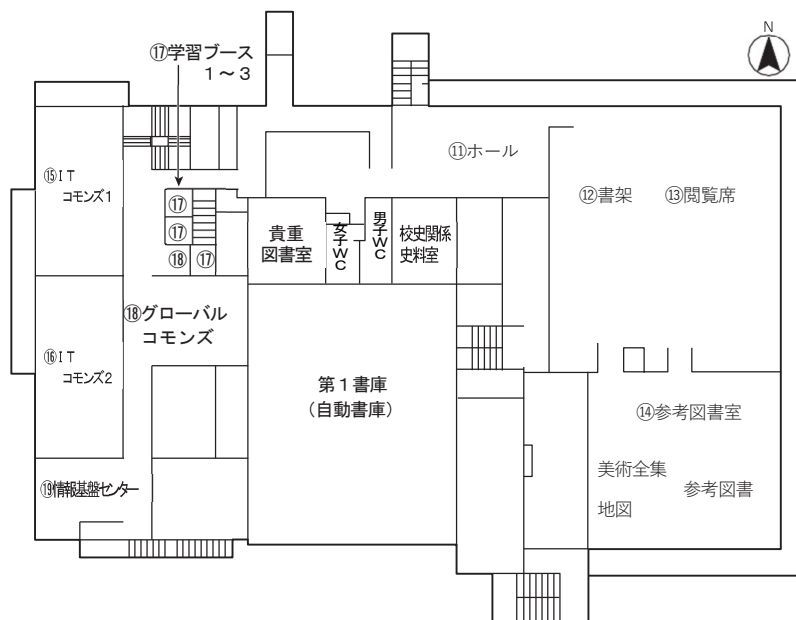 N
⑰学習ブース
1～3
⑪ホール
⑮IT
コモンズ1
⑫書架
⑬閲覧席
⑰
⑰
⑱
⑰
貴重
図書室
女子WC
男子WC
校史関係
史料室
⑱グローバル
コモンズ
⑯IT
コモンズ2
第1書庫
（自動書庫）
⑭参考図書室
美術全集
参考図書
地図
⑲情報基盤センター